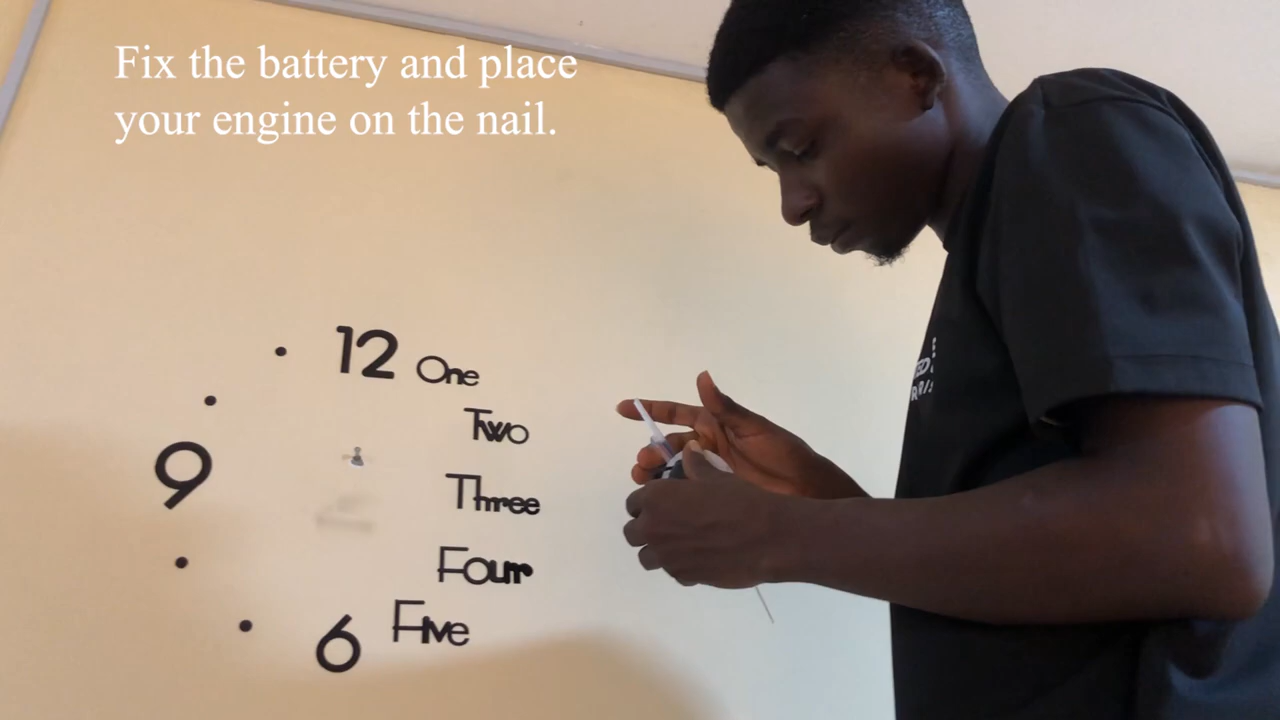 Fix the battery and place
your engine on the nail.
12
One
Two
9
Three
Four
Five
6